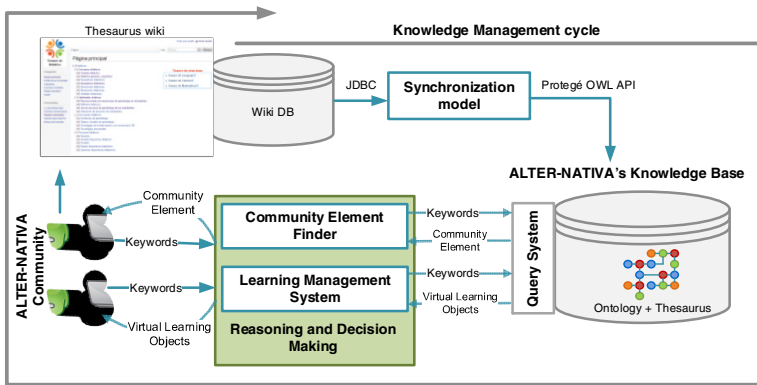 Thesaurus wiki
Knowledge Management cycle
Página principal
Wiki DB
JDBC
Synchronization
model
Protegé OWL API
ALTER-NATIVA's Knowledge Base
ALTER-NATIVA
Community
Community
Element
Keywords
Keywords
Virtual Learning
Objects
Community Element
Finder
Learning Management
System
Reasoning and Decision
Making
Keywords
Community
Element
Keywords
Virtual Learning
Objects
Query System
Ontology + Thesaurus